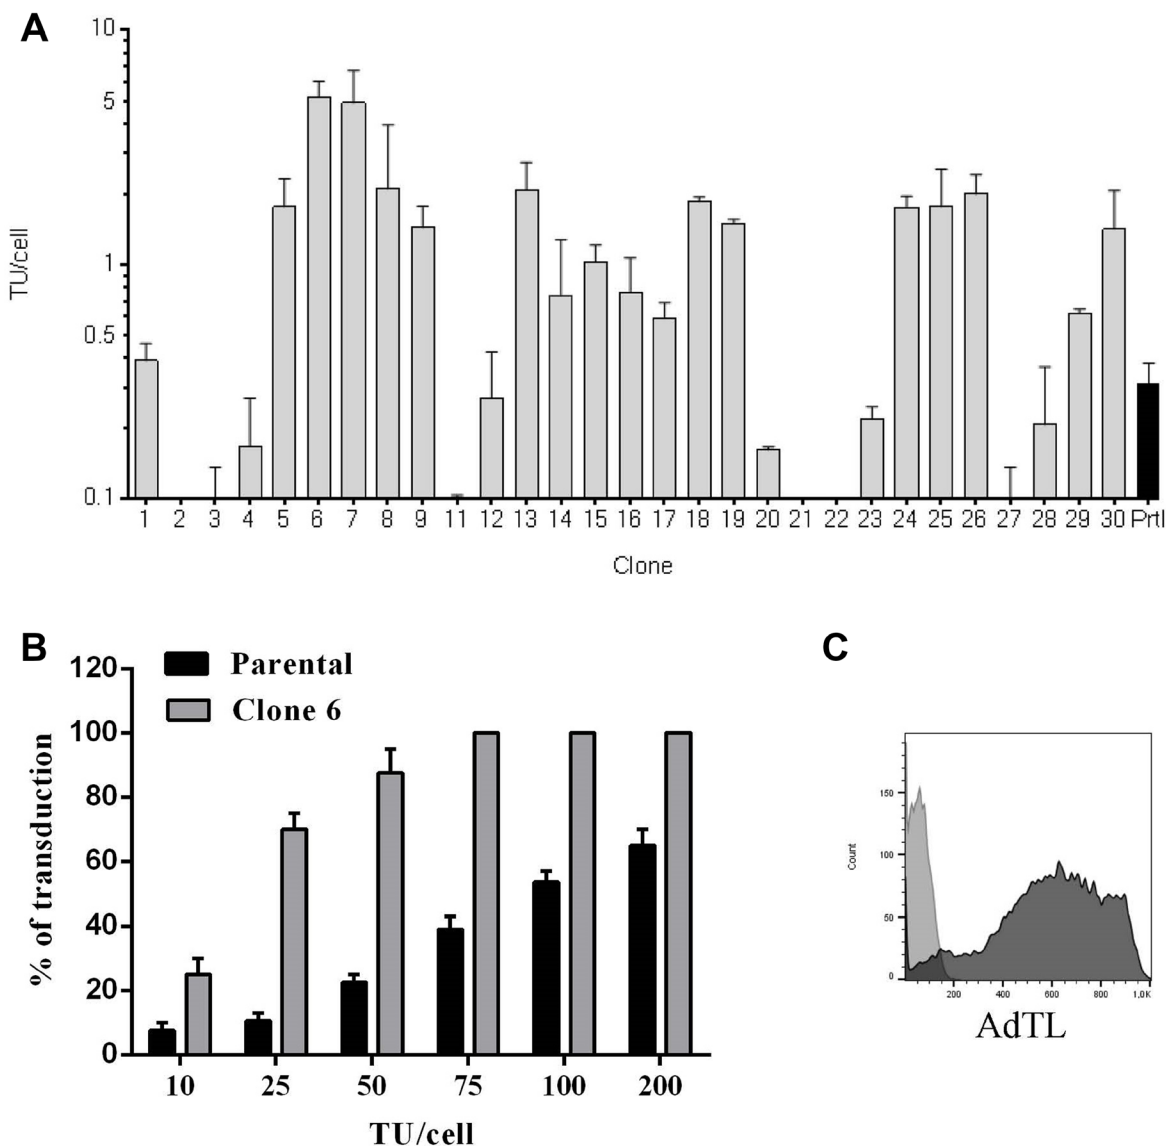 A
10
5
1
0.5
0.1
TU/cell
1 2 3 4 5 6 7 8 9 11 12 13 14 15 16 17 18 19 20 21 22 23 24 25 26 27 28 29 30 Prtl
Clone
B
Parental
Clone 6
120
100
80
60
40
20
0
% of transduction
10 25 50 75 100 200
TU/cell
C
150
100
50
0
Count
200 400 600 800 1,0K
AdTL